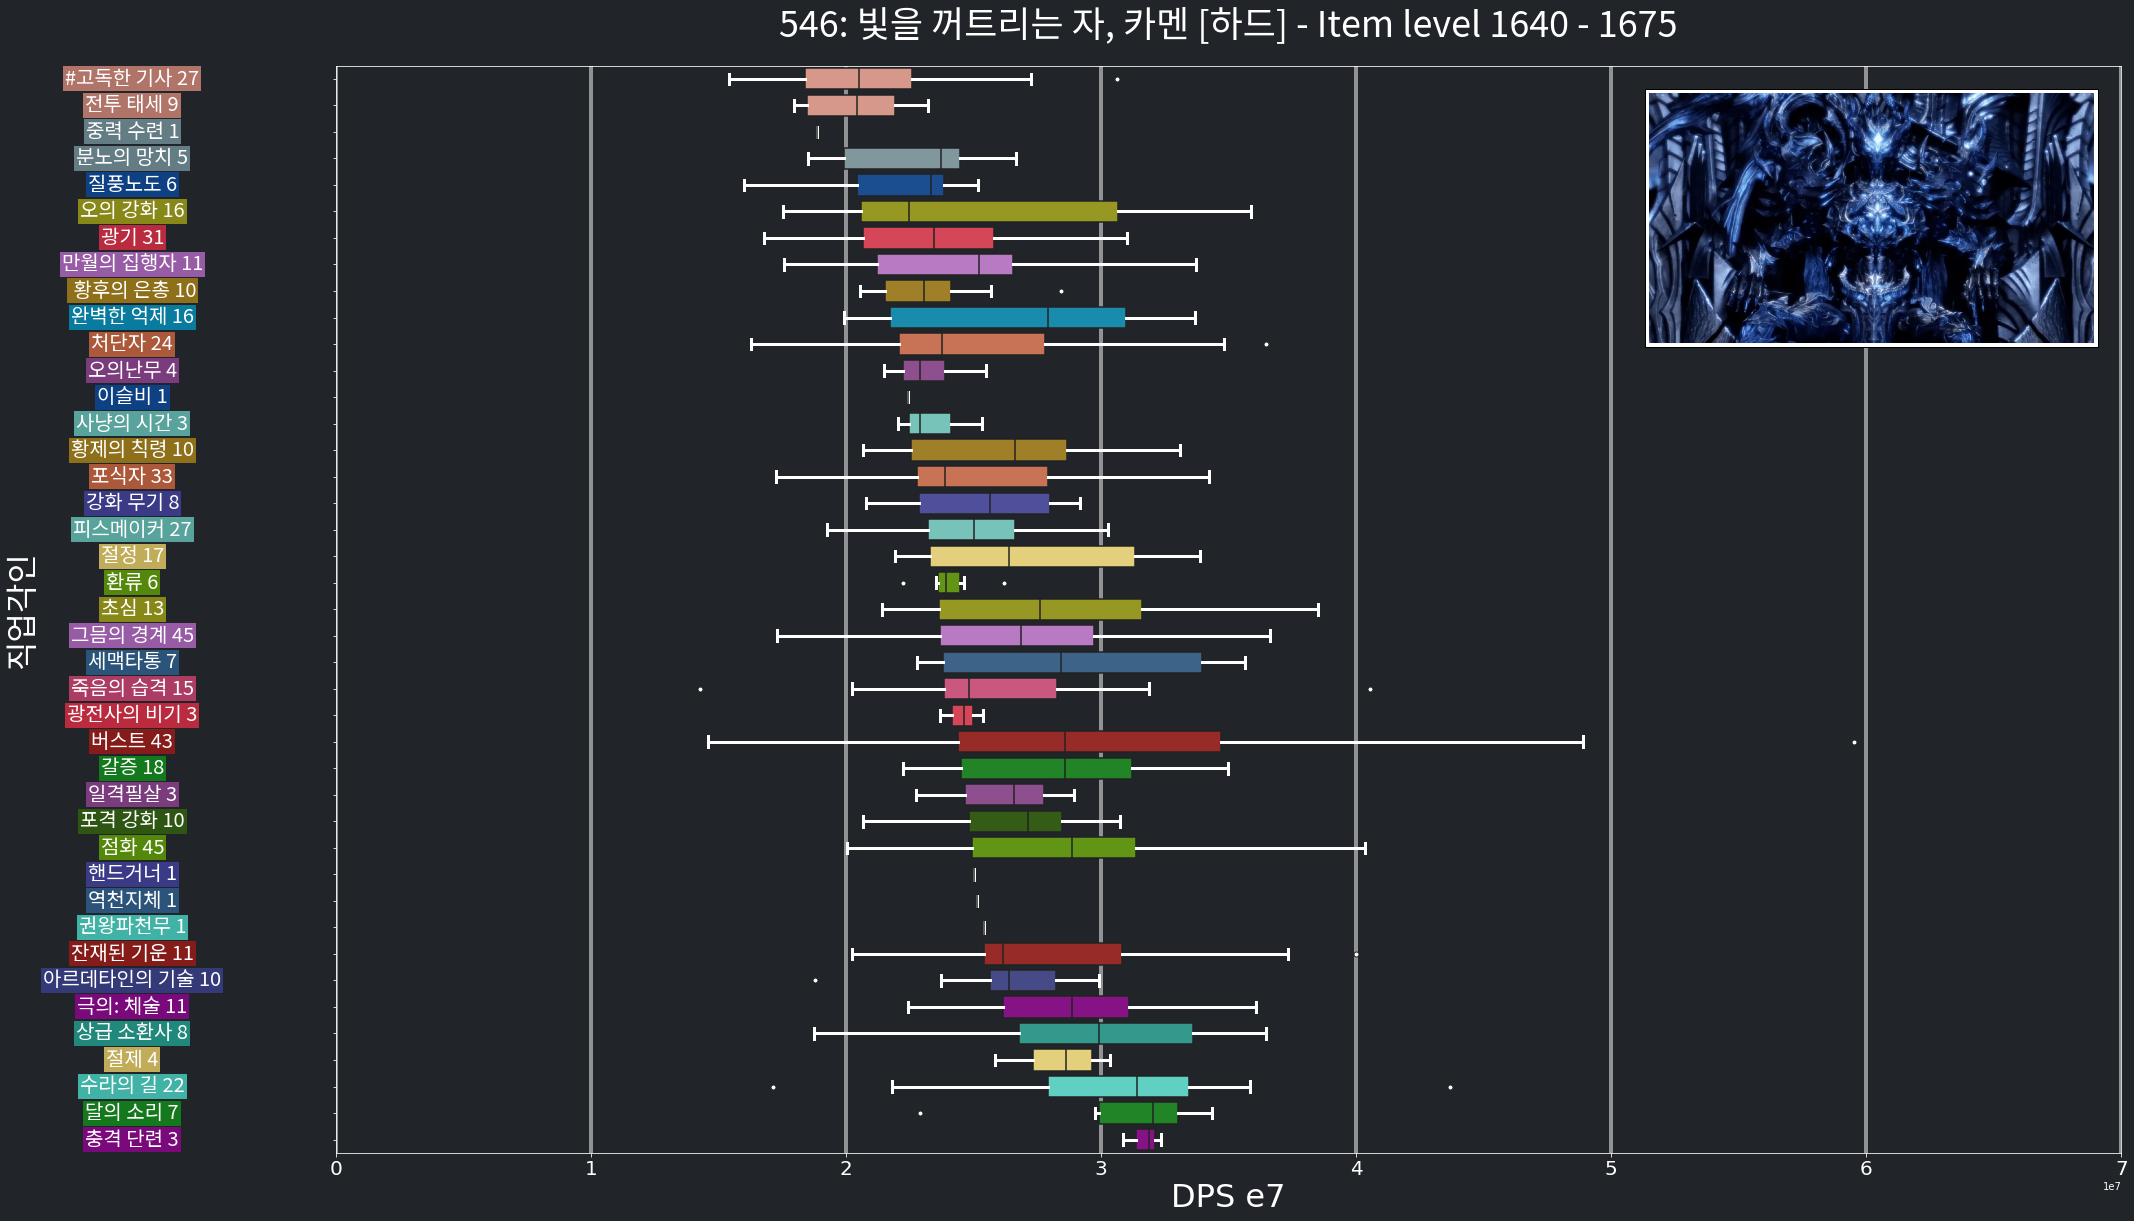 546: 빛을 꺼트리는 자, 카멘 [하드] - Item level 1640 - 1675
직업각인
#고독한 기사 27
전투 태세 9
중력 수련 1
분노의 망치 5
질풍노도 6
오의 강화 16
광기 31
만월의 집행자 11
황후의 은총 10
완벽한 억제 16
처단자 24
오의난무 4
이슬비 1
사냥의 시간 3
황제의 칙령 10
포식자 33
강화 무기 8
피스메이커 27
절정 17
환류 6
초심 13
그믐의 경계 45
세맥타통 7
죽음의 습격 15
광전사의 비기 3
버스트 43
갈증 18
일격필살 3
포격 강화 10
점화 45
핸드거너 1
역천지체 1
권왕파천무 1
잔재된 기운 11
아르데타인의 기술 10
극의: 체술 11
상급 소환사 8
절제 4
수라의 길 22
달의 소리 7
충격 단련 3
0 1 2 3 4 5 6 7
1e7
DPS e7